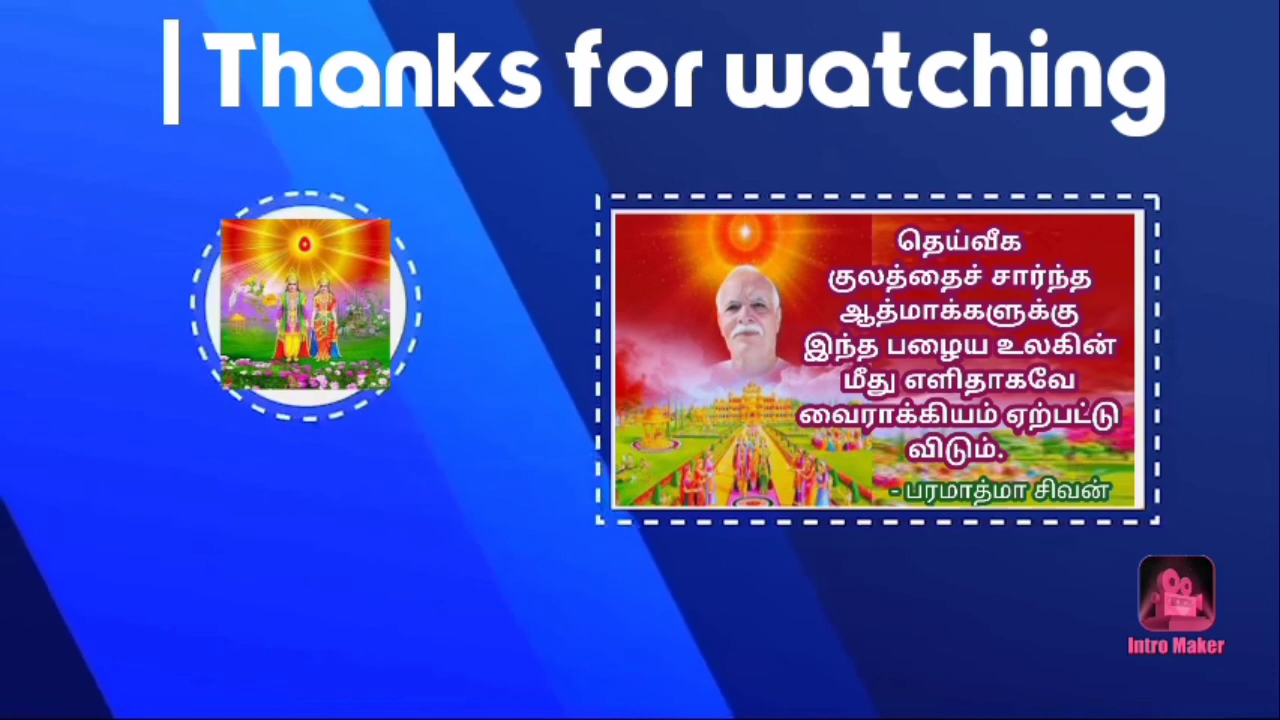 Thanks for watching
தெய்வீக
குலத்தைச் சார்ந்த
ஆத்மாக்களுக்கு
இந்த பழைய உலகின்
மீது எளிதாகவே
வைராக்கியம் ஏற்பட்டு
விடும்.
- பரமாத்மா சிவன்
Intro Maker